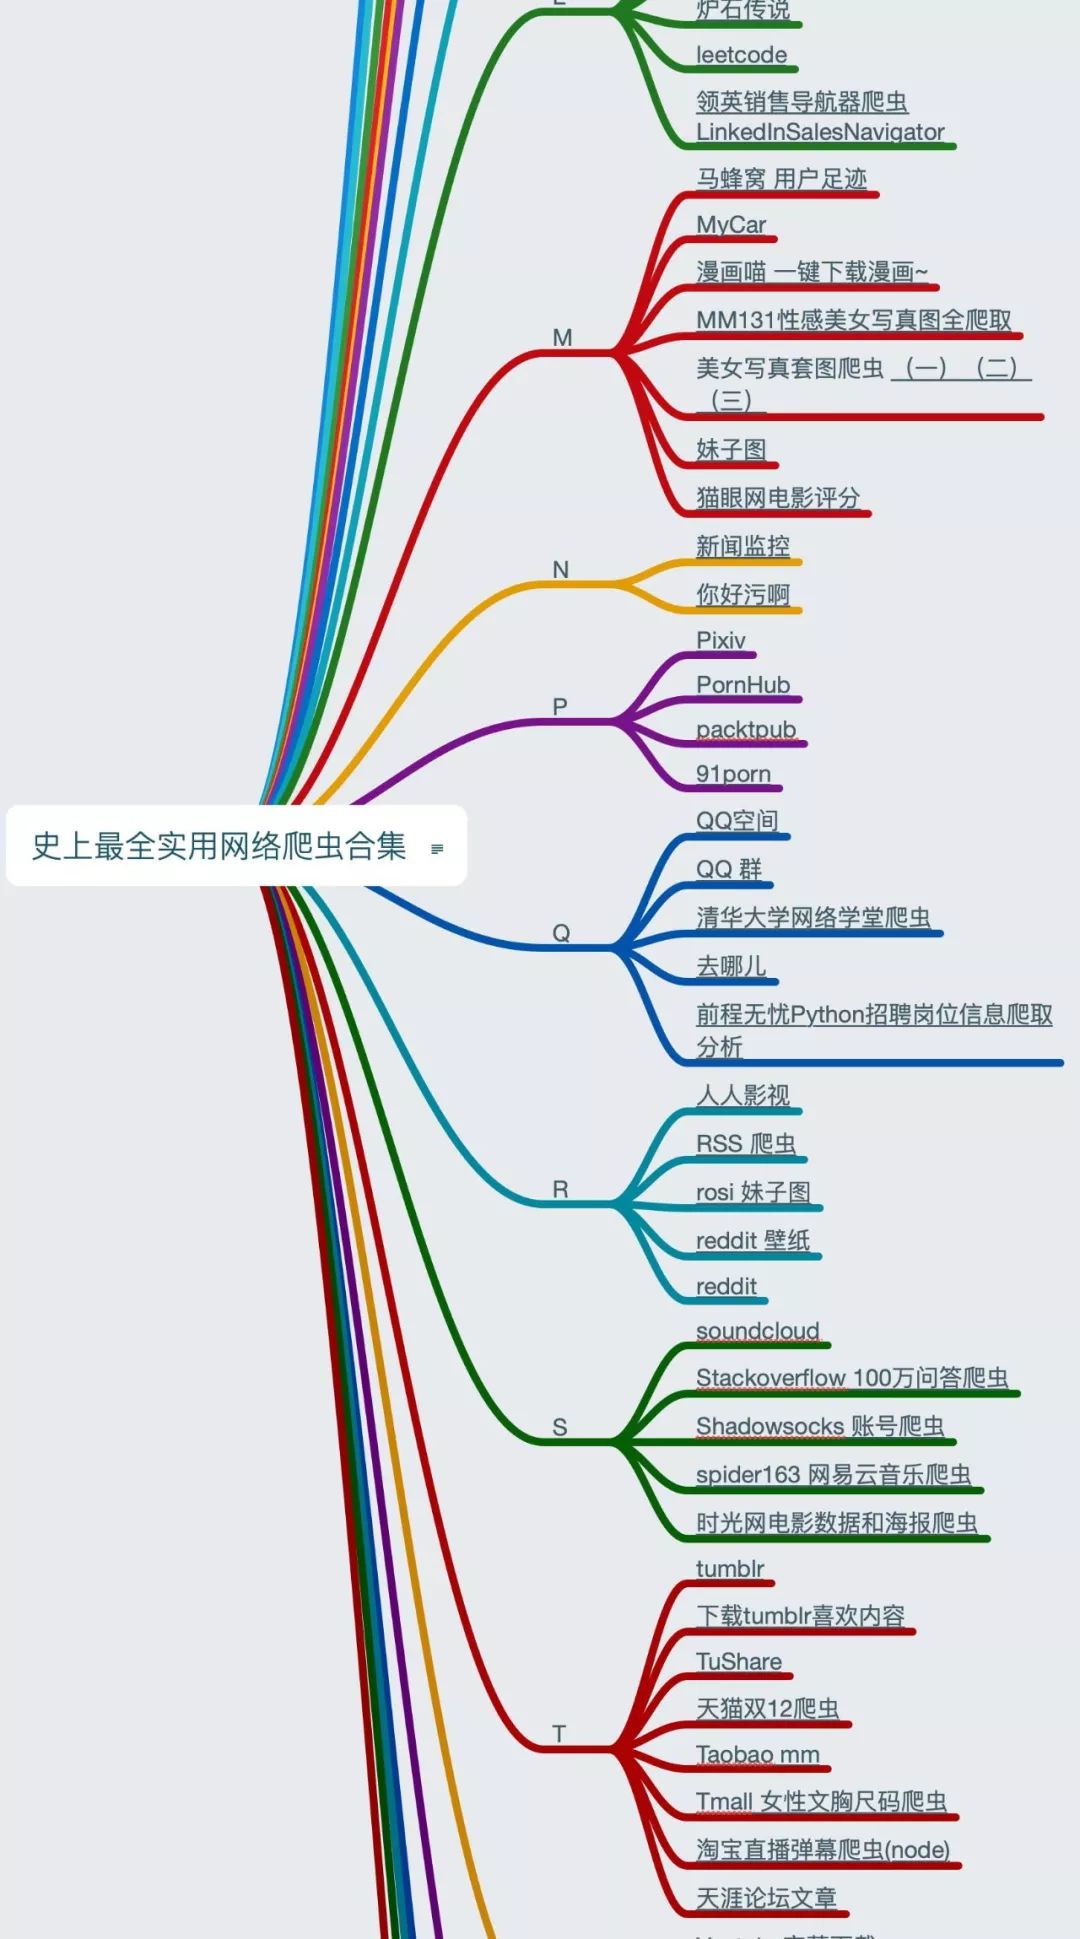 炉石传说
leetcode
领英销售导航器爬虫
LinkedInSalesNavigator
马蜂窝 用户足迹
MyCar
漫画喵 一键下载漫画~
MM131性感美女写真图全爬取
M
美女写真套图爬虫 （一） （二）
（三）
妹子图
猫眼网电影评分
新闻监控
N
你好污啊
Pixiv
PornHub
P
packtpub
91porn
史上最全实用网络爬虫合集
QQ空间
QQ 群
清华大学网络学堂爬虫
Q
去哪儿
前程无忧Python招聘岗位信息爬取
分析
人人影视
RSS 爬虫
R
rosi 妹子图
reddit 壁纸
reddit
soundcloud
Stackoverflow 100万问答爬虫
S
Shadowsocks 账号爬虫
spider163 网易云音乐爬虫
时光网电影数据和海报爬虫
tumblr
下载tumblr喜欢内容
TuShare
天猫双12爬虫
T
Taobao mm
Tmall 女性文胸尺码爬虫
淘宝直播弹幕爬虫(node)
天涯论坛文章